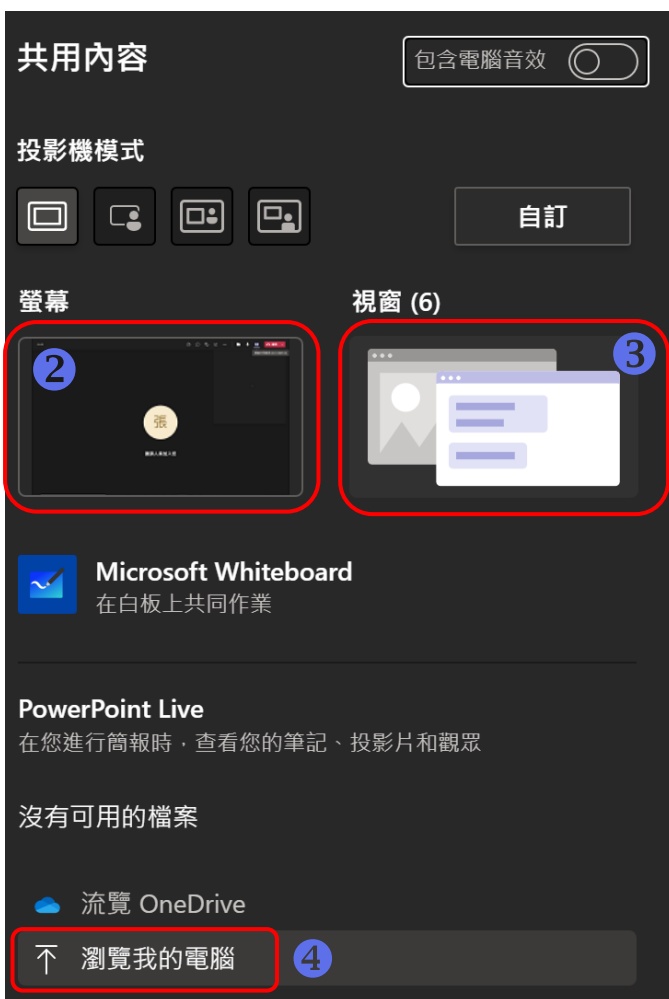 共用內容
包含電腦音效
投影機模式
自訂
螢幕
視窗 (6)
2
3
張
Microsoft Whiteboard
在白板上共同作業
PowerPoint Live
在您進行簡報時，查看您的筆記、投影片和觀眾
沒有可用的檔案
流覽 OneDrive
瀏覽我的電腦
4